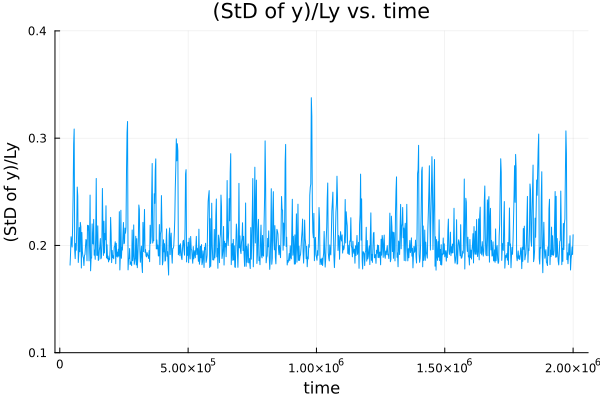 (StD of y)/Ly vs. time
(StD of y)/Ly
0.4
0.3
0.2
0.1
0 5.00×10⁵ 1.00×10⁶ 1.50×10⁶ 2.00×10⁶
time